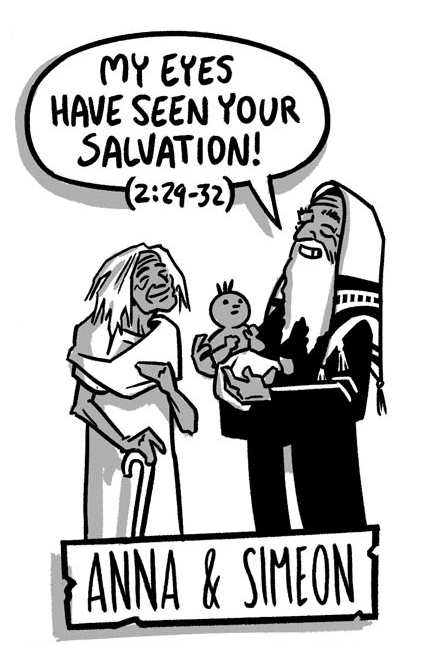 MY EYES
HAVE SEEN YOUR
SALVATION!
(2:29-32)
ANNA & SIMEON